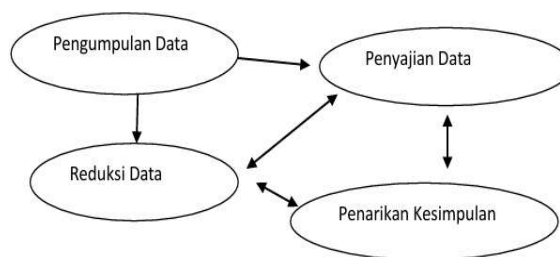 Pengumpulan Data
Penyajian Data
Reduksi Data
Penarikan Kesimpulan